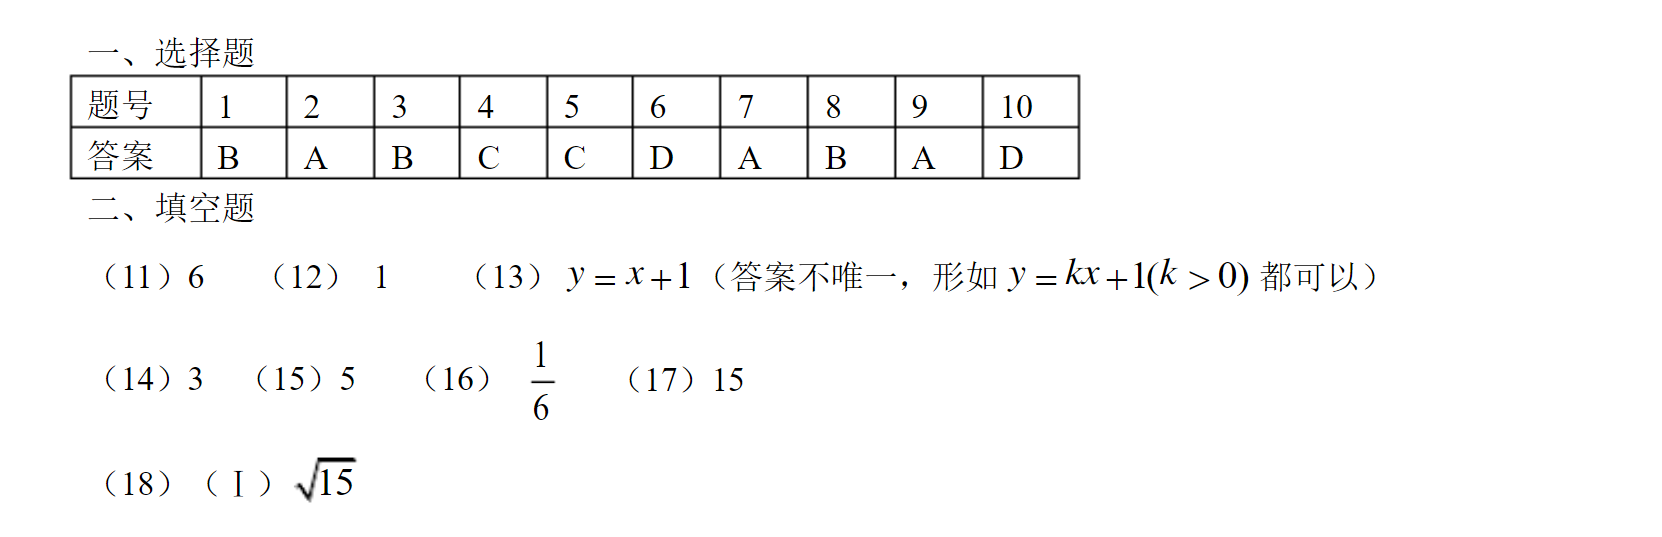 一、选择题
题号 1 2 3 4 5 6 7 8 9 10
答案 B A B C C D A B A D
二、填空题
（11）6 （12） 1 （13）y = x + 1（答案不唯一，形如 y = kx + 1(k > 0) 都可以）
（14）3 （15）5 （16） 1/6 （17）15
（18）（Ⅰ）√15